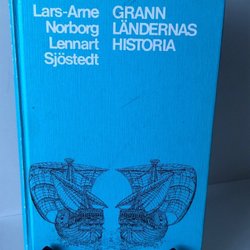 Lars-Arne
Norborg
Lennart
Sjöstedt
GRANN
LÄNDERNAS
HISTORIA